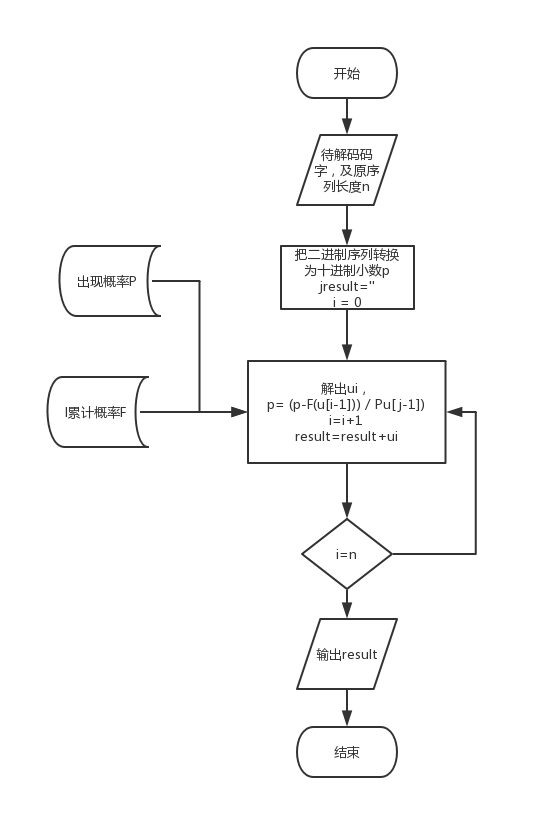 开始
待解码码
字，及原序
列长度n
把二进制序列转换
为十进制小数p
jresult=''
i = 0
出现概率P
l累计概率F
解出ui，
p= (p-F(u[i-1])) / Pu[j-1])
i=i+1
result=result+ui
i=n
输出result
结束